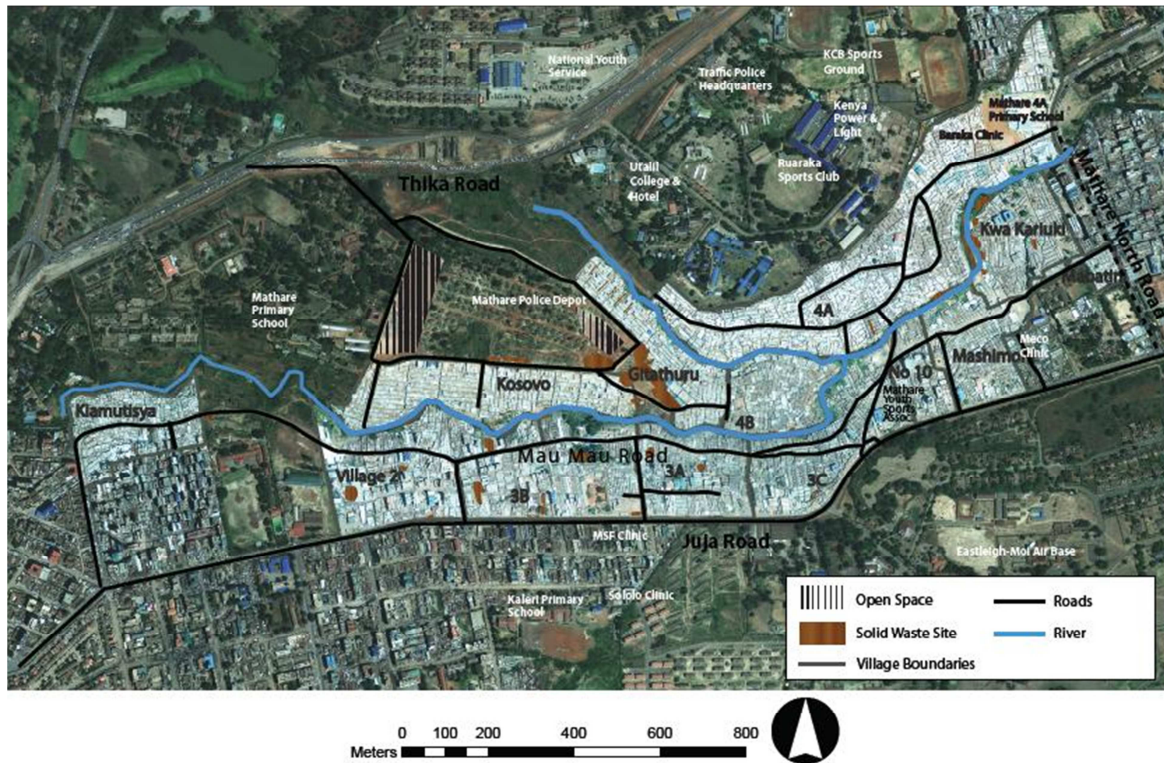 National Youth
Service
Traffic Police
Headquarters
KCB Sports
Ground
Kenya
Power &
Light
Mathare 4A
Primary School
Baraka Clinic
Ruaraka
Sports Club
Utalil
College &
Hotel
Thika Road
Mathare North Road
Kwa Kariuki
Mabatini
Mathare Police Depot
Mathare
Primary
School
4A
Meco
Clinic
Mashimo
No 10
Mathare
Youth
Sports
Assoc
Kosovo
Gitathuru
Kiamutisya
4B
Mau Mau Road
Village 2
3A
3B
3C
MSF Clinic
Juja Road
Eastleigh-Moi Air Base
Kaleri Primary
School
Sololo Clinic
Open Space
Roads
Solid Waste Site
River
Village Boundaries
0 100 200 400 600 800
Meters